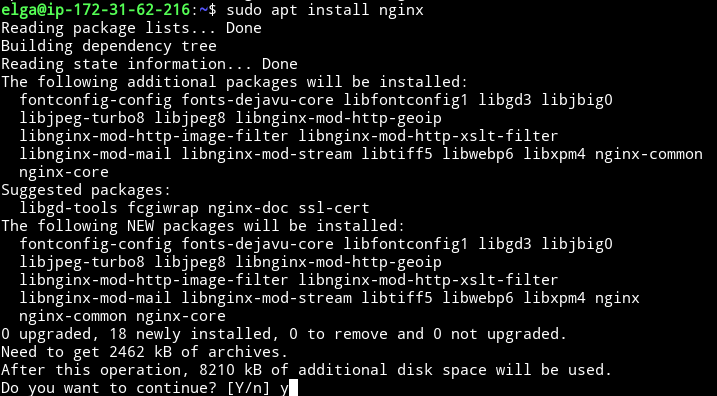 elga@ip-172-31-62-216:~$ sudo apt install nginx
Reading package lists... Done
Building dependency tree
Reading state information... Done
The following additional packages will be installed:
  fontconfig-config fonts-dejavu-core libfontconfig1 libgd3 libjbig0
  libjpeg-turbo8 libjpeg8 libnginx-mod-http-geoip
  libnginx-mod-http-image-filter libnginx-mod-http-xslt-filter
  libnginx-mod-mail libnginx-mod-stream libtiff5 libwebp6 libxpm4 nginx-common
  nginx-core
Suggested packages:
  libgd-tools fcgiwrap nginx-doc ssl-cert
The following NEW packages will be installed:
  fontconfig-config fonts-dejavu-core libfontconfig1 libgd3 libjbig0
  libjpeg-turbo8 libjpeg8 libnginx-mod-http-geoip
  libnginx-mod-http-image-filter libnginx-mod-http-xslt-filter
  libnginx-mod-mail libnginx-mod-stream libtiff5 libwebp6 libxpm4 nginx
  nginx-common nginx-core
0 upgraded, 18 newly installed, 0 to remove and 0 not upgraded.
Need to get 2462 kB of archives.
After this operation, 8210 kB of additional disk space will be used.
Do you want to continue? [Y/n] y